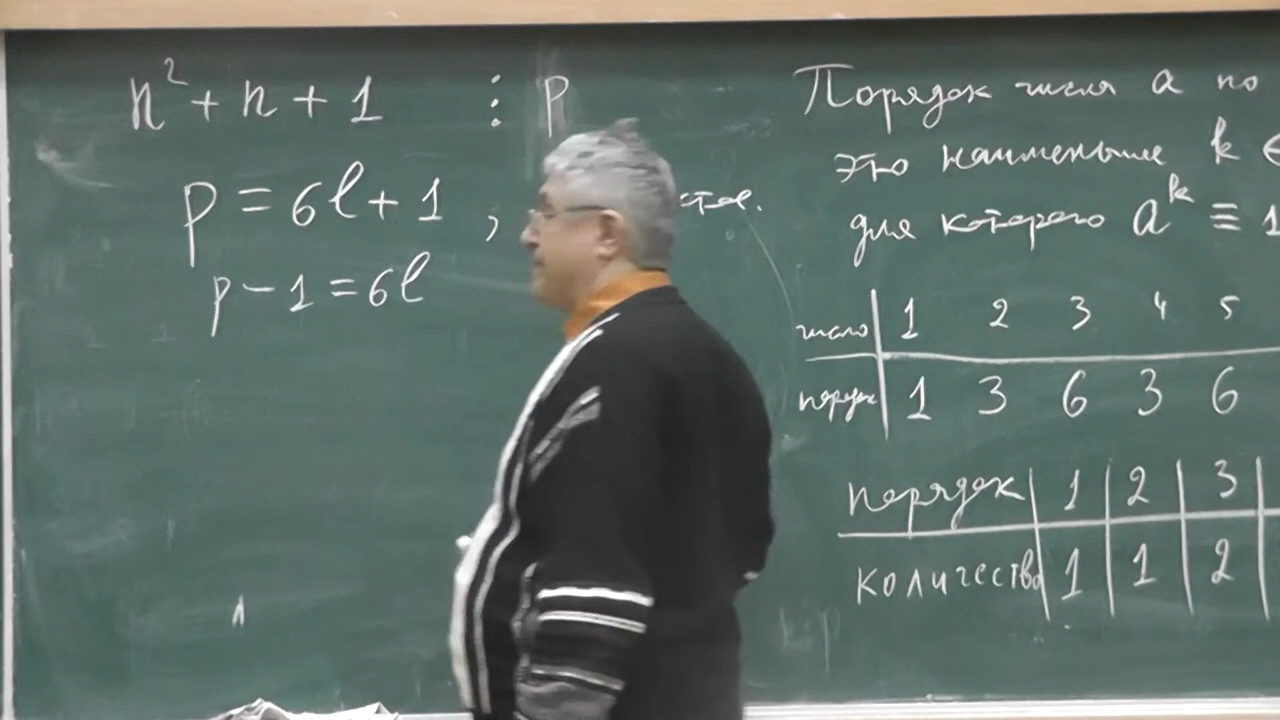 n² + n + 1 ⋮ p
p = 6l + 1 ,
p - 1 = 6l
Порядок числа a по
это наименьшее k ∈
для которого a^k ≡ 1
число 1 2 3 4 5
порядок 1 3 6 3 6
порядок 1 2 3
количество 1 1 2